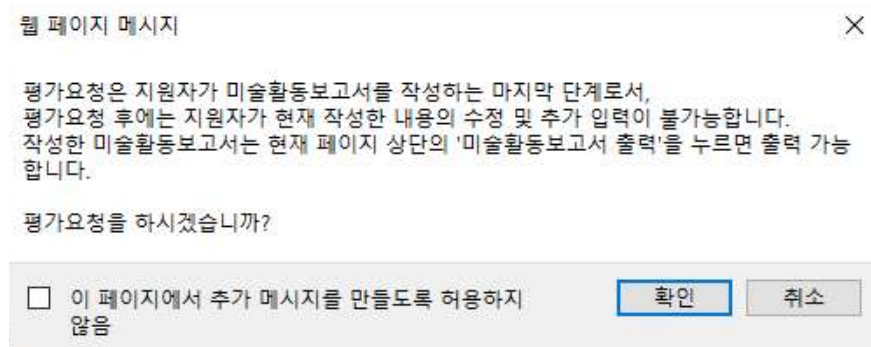 웹 페이지 메시지
평가요청은 지원자가 미술활동보고서를 작성하는 마지막 단계로서,
평가요청 후에는 지원자가 현재 작성한 내용의 수정 및 추가 입력이 불가능합니다.
작성한 미술활동보고서는 현재 페이지 상단의 '미술활동보고서 출력'을 누르면 출력 가능
합니다.
평가요청을 하시겠습니까?
이 페이지에서 추가 메시지를 만들도록 허용하지
않음
확인
취소